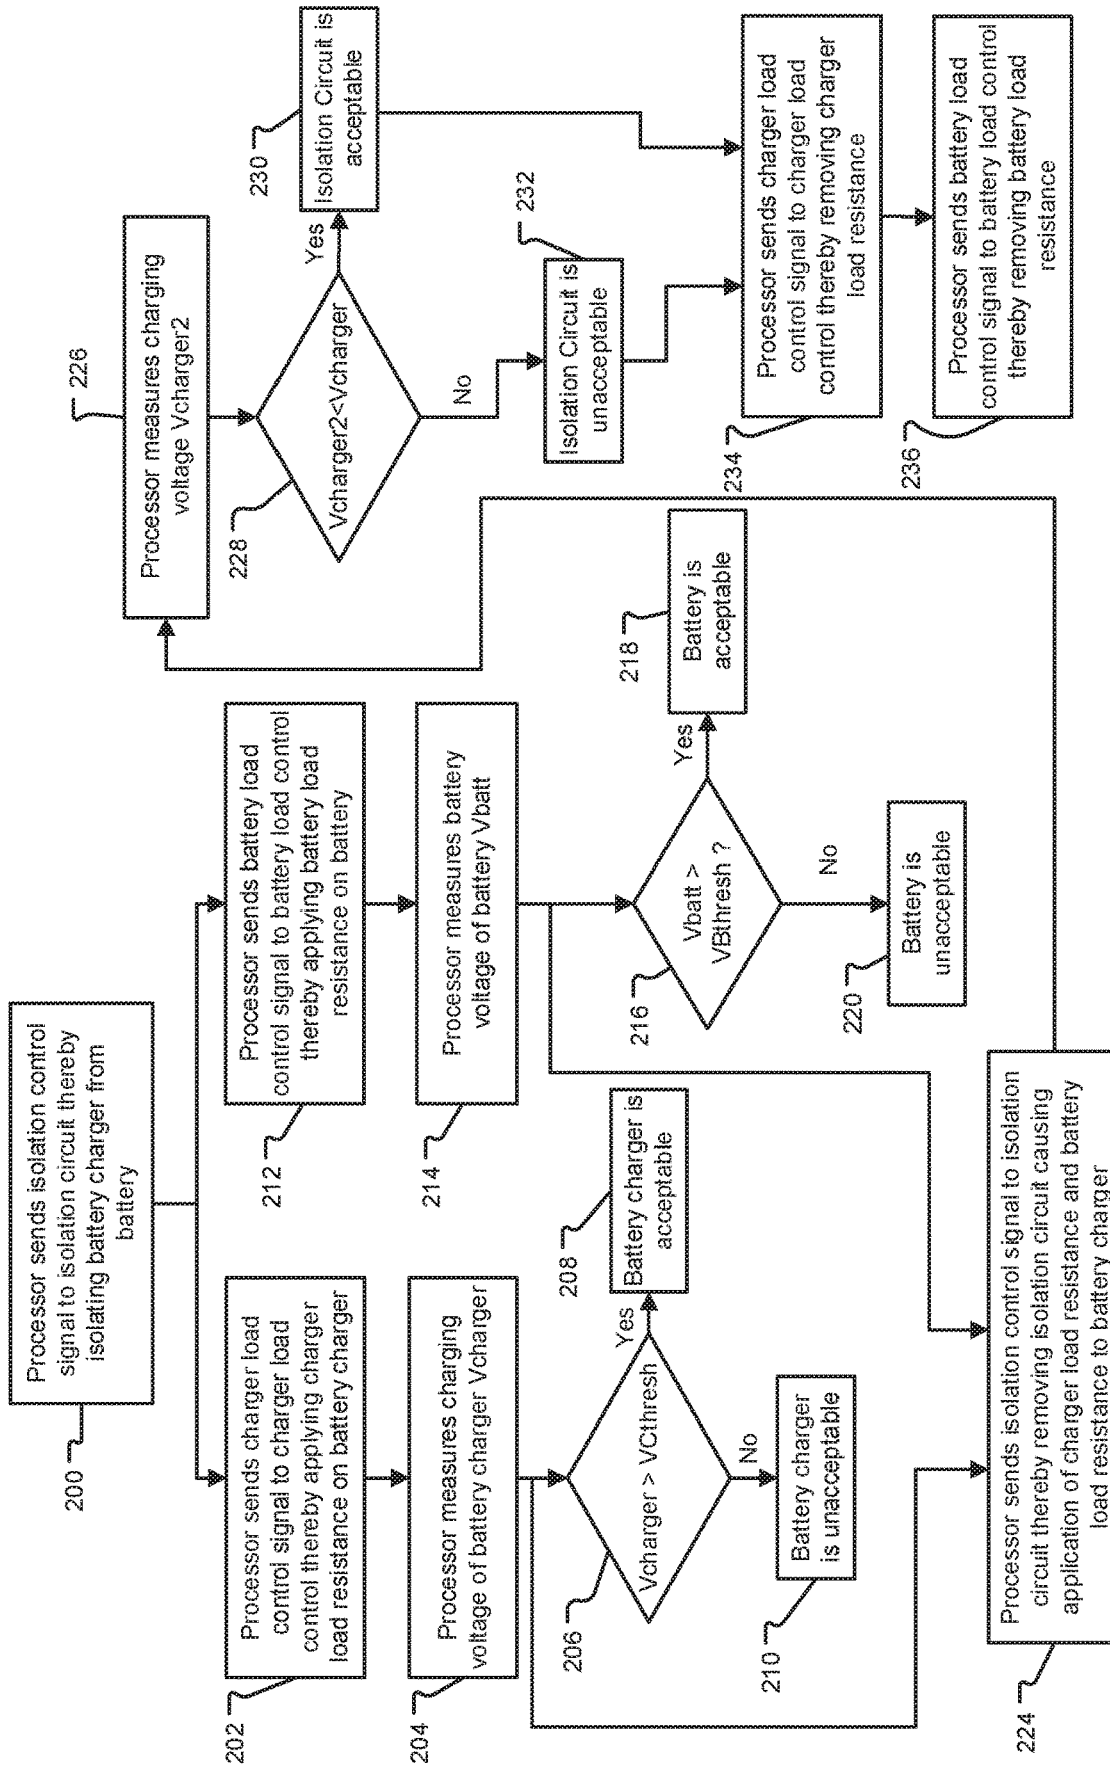 Processor sends isolation control
signal to isolation circuit thereby
isolating battery charger from
battery
200
Processor sends charger load
control signal to charger load
control thereby applying charger
load resistance on battery charger
202
Processor measures charging
voltage of battery charger Vcharger
204
Vcharger > VCthresh
206
Yes
Battery charger is
acceptable
208
No
Battery charger
is unacceptable
210
Processor sends battery load
control signal to battery load control
thereby applying battery load
resistance on battery
212
Processor measures battery
voltage of battery Vbatt
214
Vbatt >
VBthresh ?
216
Yes
Battery is
acceptable
218
No
Battery is
unacceptable
220
Processor sends isolation control signal to isolation
circuit thereby removing isolation circuit causing
application of charger load resistance and battery
load resistance to battery charger
224
Processor measures charging
voltage Vcharger2
226
Vcharger2<Vcharger
228
Yes
Isolation Circuit is
acceptable
230
No
Isolation Circuit is
unacceptable
232
Processor sends charger load
control signal to charger load
control thereby removing charger
load resistance
234
Processor sends battery load
control signal to battery load control
thereby removing battery load
resistance
236